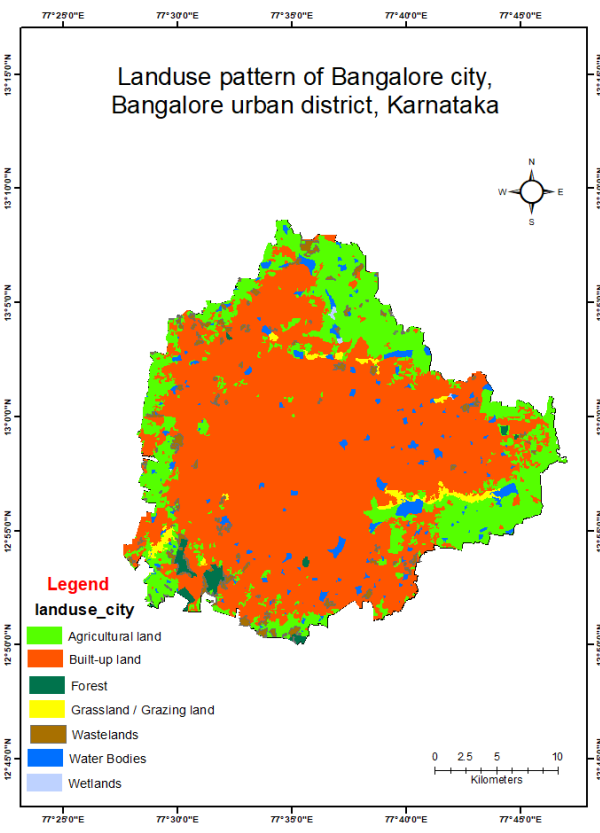 77°25'0"E 77°30'0"E 77°35'0"E 77°40'0"E 77°45'0"E
Landuse pattern of Bangalore city,
Bangalore urban district, Karnataka
N
W E
S
13°15'0"N
13°10'0"N
13°5'0"N
13°0'0"N
12°55'0"N
12°50'0"N
12°45'0"N
Legend
landuse_city
Agricultural land
Built-up land
Forest
Grassland / Grazing land
Wastelands
Water Bodies
Wetlands
0 2.5 5 10
Kilometers
77°25'0"E 77°30'0"E 77°35'0"E 77°40'0"E 77°45'0"E